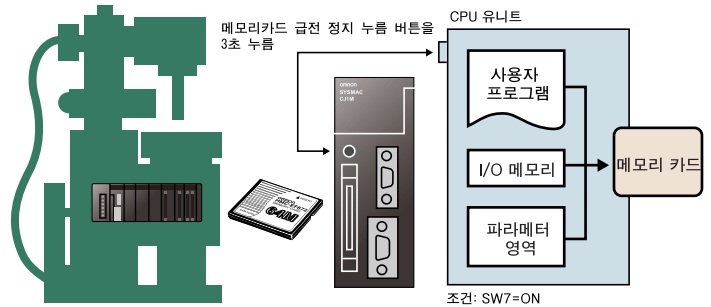 메모리카드 급전 정지 누름 버튼을
3초 누름
CPU 유니트
omron
SYSMAC
CJ1M
사용자
프로그램
I/O 메모리
메모리 카드
파라메터
영역
64M
조건: SW7=ON